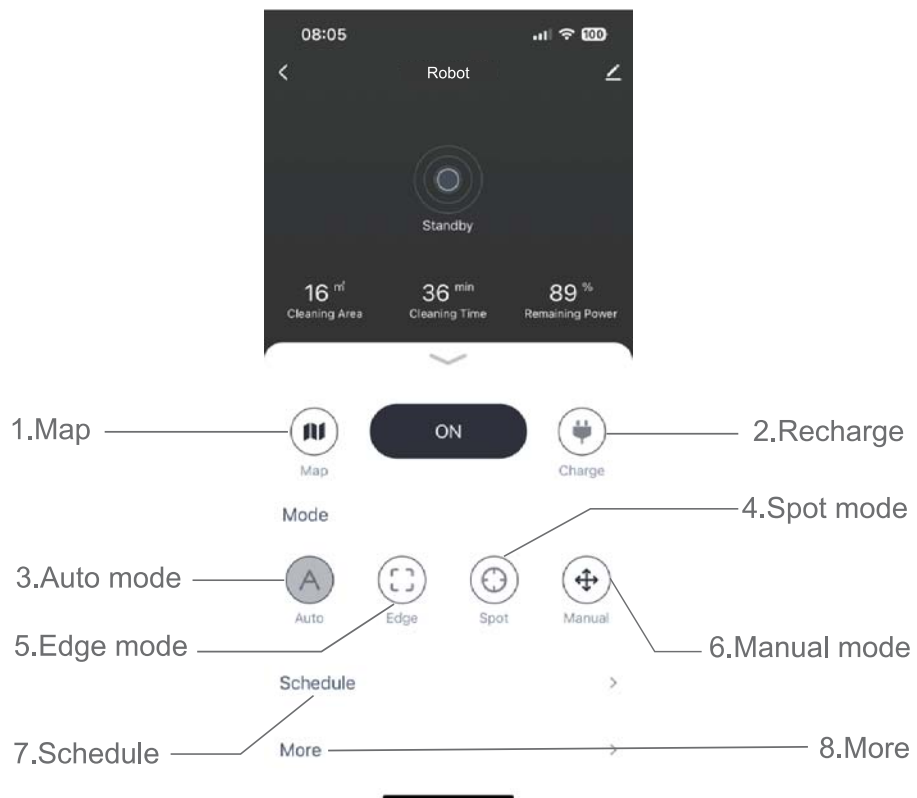 08:05 100
Robot
Standby
16 ㎡ 36 min 89 %
Cleaning Area Cleaning Time Remaining Power
1.Map ON 2.Recharge
Map Charge
4.Spot mode
Mode
3.Auto mode
Auto Edge Spot Manual
5.Edge mode 6.Manual mode
Schedule
7.Schedule More 8.More